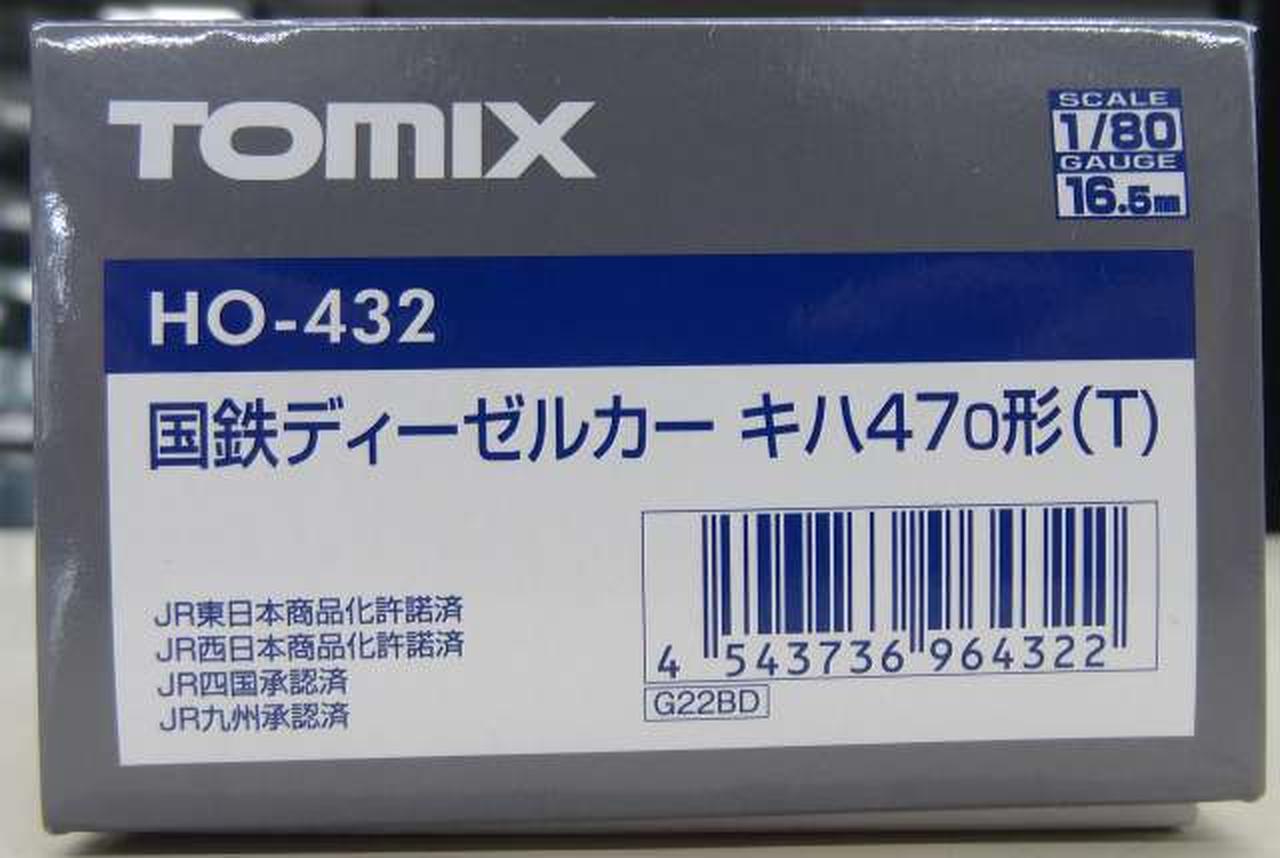 TOMIX
SCALE
1/80
GAUGE
16.5mm
HO-432
国鉄ディーゼルカー キハ470形(T)
JR東日本商品化許諾済
JR西日本商品化許諾済
JR四国承認済
JR九州承認済
4 543736 964322
G22BD